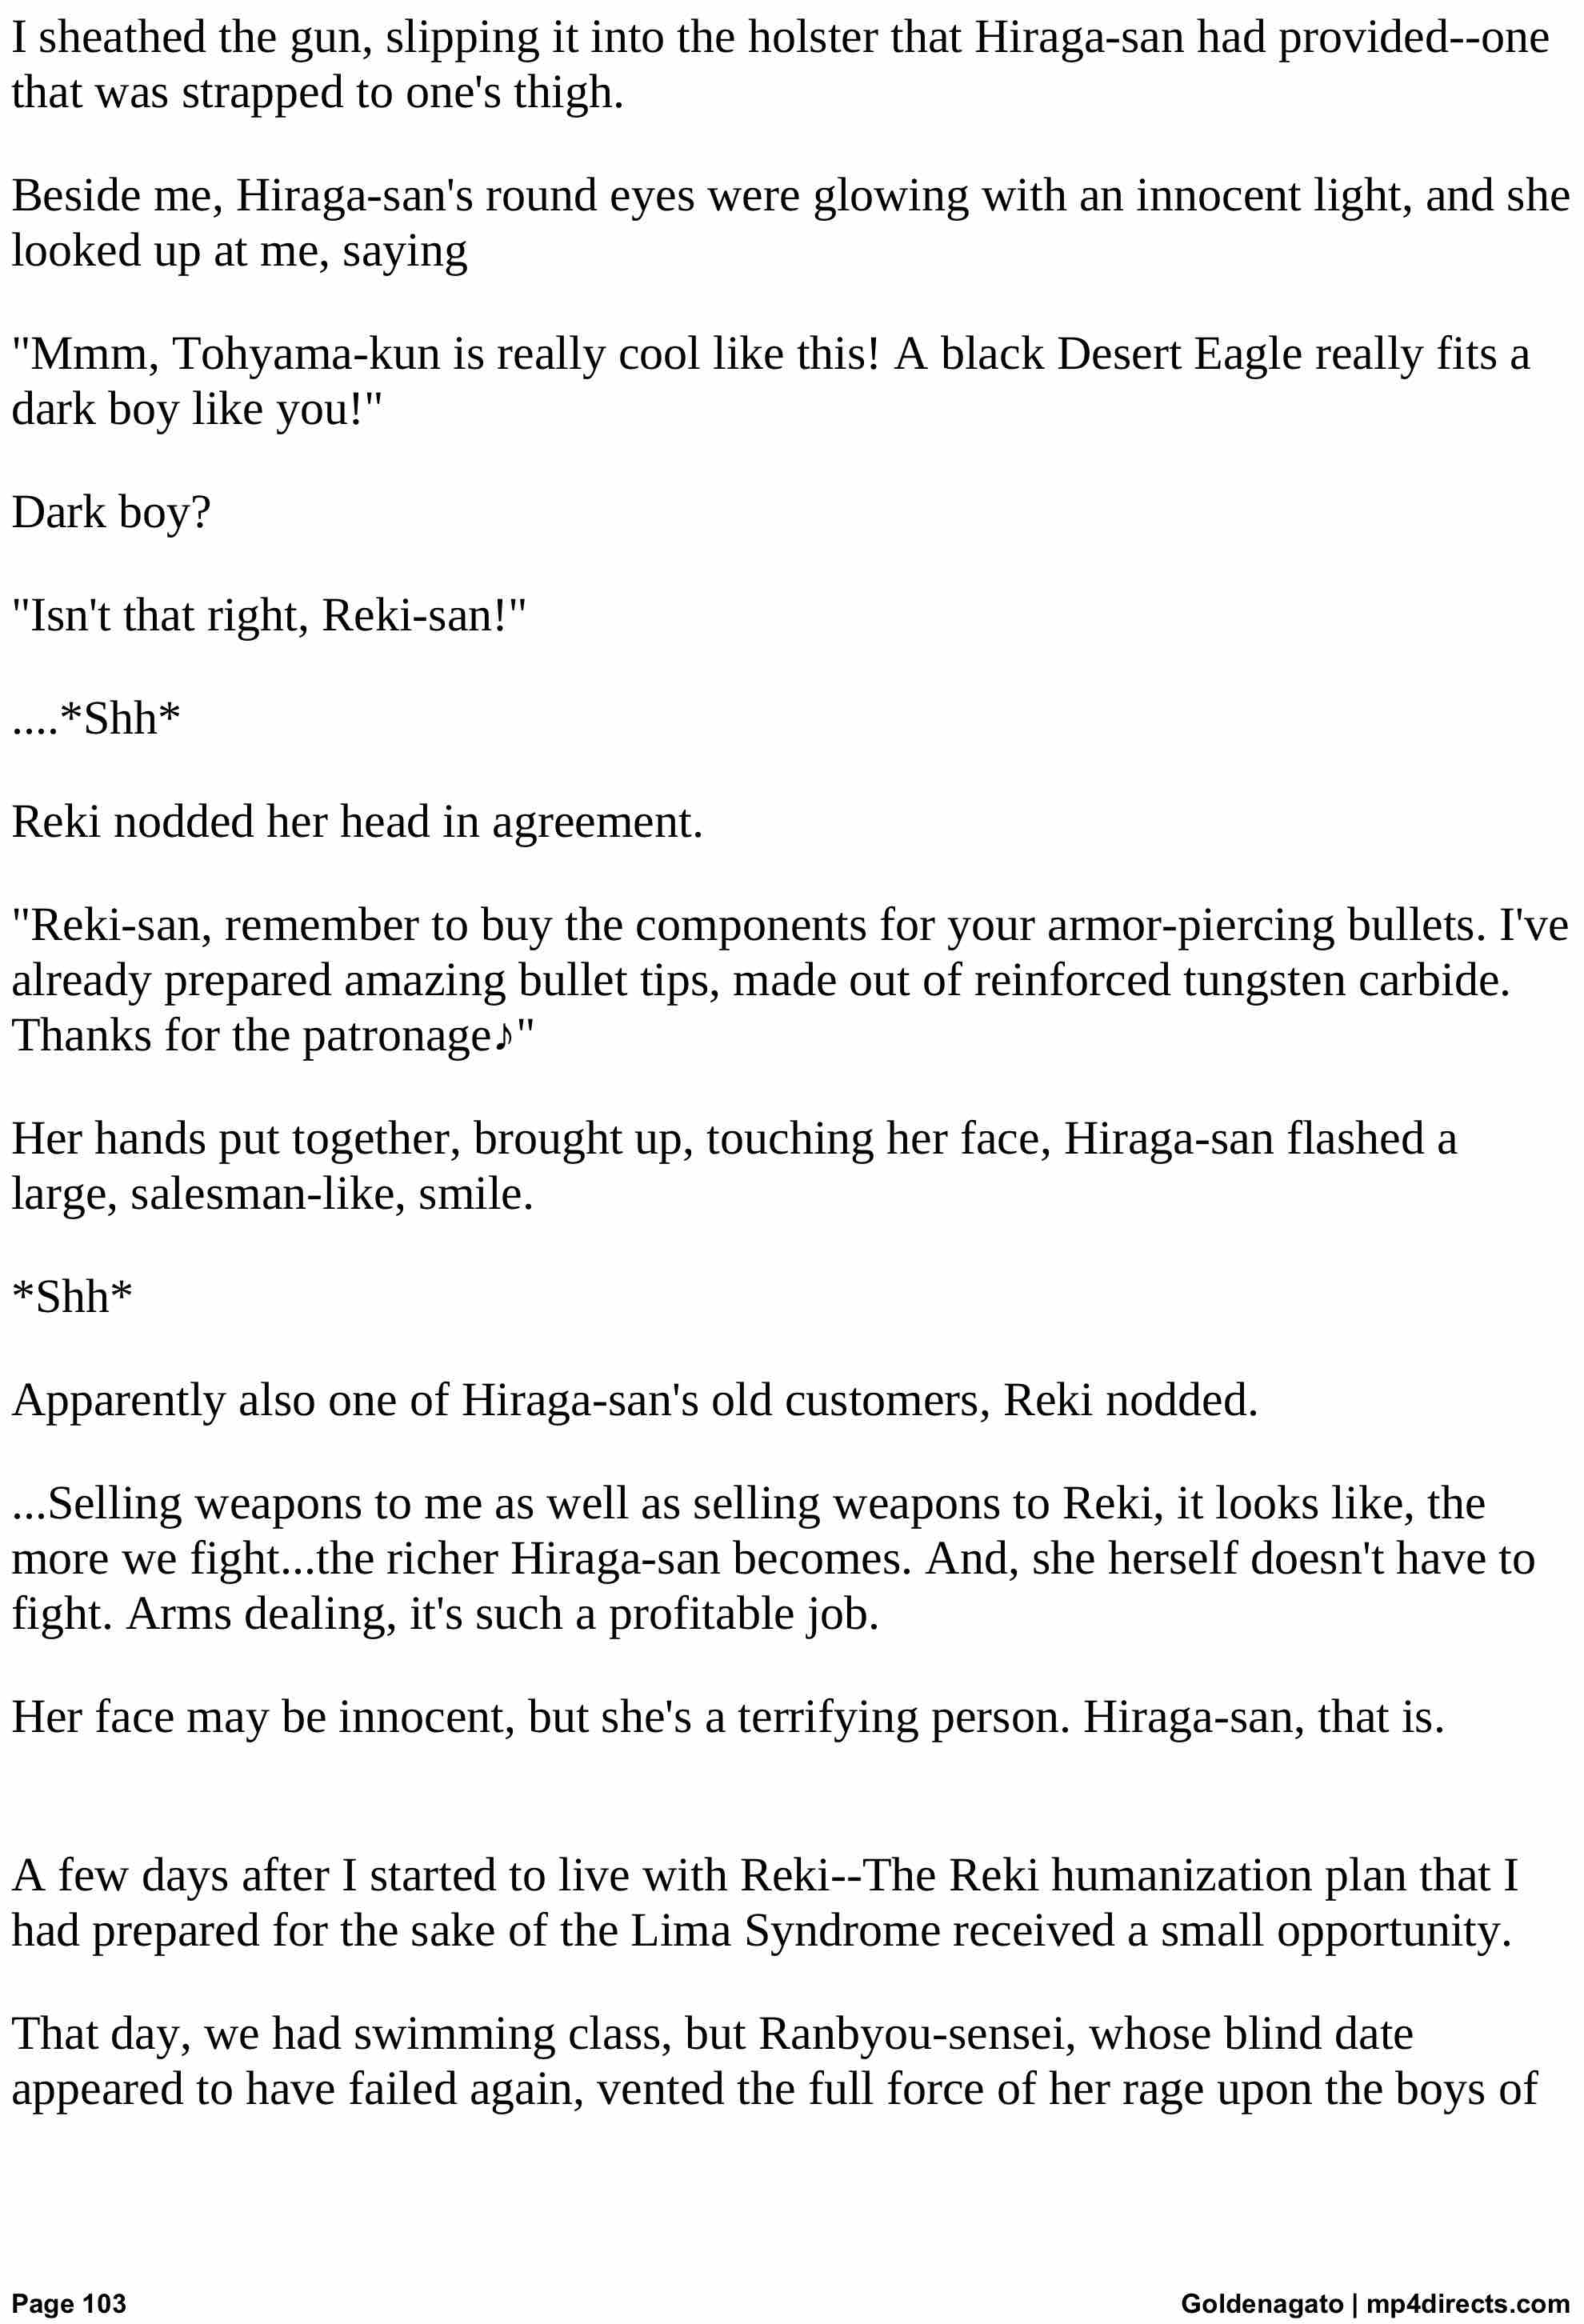 I sheathed the gun, slipping it into the holster that Hiraga-san had provided--one
that was strapped to one's thigh.
Beside me, Hiraga-san's round eyes were glowing with an innocent light, and she
looked up at me, saying
"Mmm, Tohyama-kun is really cool like this! A black Desert Eagle really fits a
dark boy like you!"
Dark boy?
"Isn't that right, Reki-san!"
....*Shh*
Reki nodded her head in agreement.
"Reki-san, remember to buy the components for your armor-piercing bullets. I've
already prepared amazing bullet tips, made out of reinforced tungsten carbide.
Thanks for the patronage♪"
Her hands put together, brought up, touching her face, Hiraga-san flashed a
large, salesman-like, smile.
*Shh*
Apparently also one of Hiraga-san's old customers, Reki nodded.
...Selling weapons to me as well as selling weapons to Reki, it looks like, the
more we fight...the richer Hiraga-san becomes. And, she herself doesn't have to
fight. Arms dealing, it's such a profitable job.
Her face may be innocent, but she's a terrifying person. Hiraga-san, that is.
A few days after I started to live with Reki--The Reki humanization plan that I
had prepared for the sake of the Lima Syndrome received a small opportunity.
That day, we had swimming class, but Ranbyou-sensei, whose blind date
appeared to have failed again, vented the full force of her rage upon the boys of
Page 103
Goldenagato | mp4directs.com